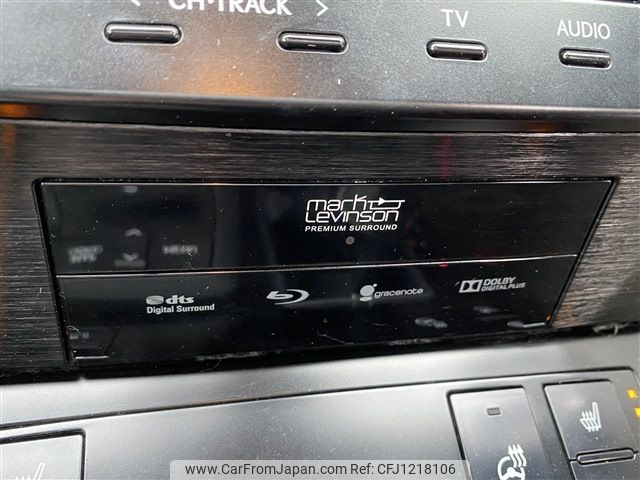 < CH·TRACK >
TV
AUDIO
mark Levinson
PREMIUM SURROUND
dts
Digital Surround
gracenote
DOLBY
DIGITAL PLUS
www.CarFromJapan.com - CFJ1218106